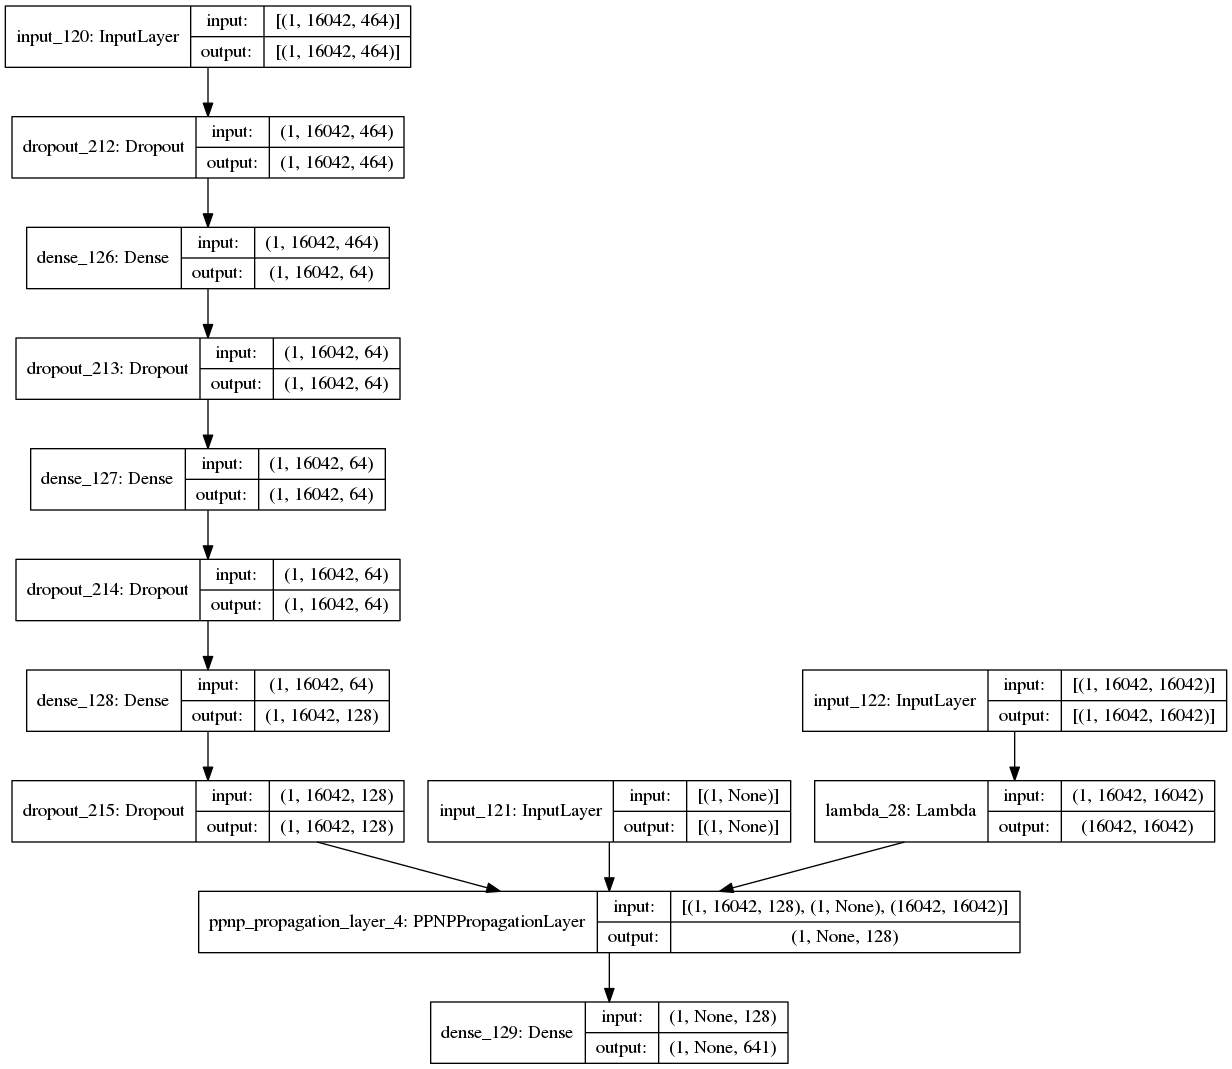 input_120: InputLayer
input: [(1, 16042, 464)]
output: [(1, 16042, 464)]
dropout_212: Dropout
input: (1, 16042, 464)
output: (1, 16042, 464)
dense_126: Dense
input: (1, 16042, 464)
output: (1, 16042, 64)
dropout_213: Dropout
input: (1, 16042, 64)
output: (1, 16042, 64)
dense_127: Dense
input: (1, 16042, 64)
output: (1, 16042, 64)
dropout_214: Dropout
input: (1, 16042, 64)
output: (1, 16042, 64)
dense_128: Dense
input: (1, 16042, 64)
output: (1, 16042, 128)
input_122: InputLayer
input: [(1, 16042, 16042)]
output: [(1, 16042, 16042)]
dropout_215: Dropout
input: (1, 16042, 128)
output: (1, 16042, 128)
input_121: InputLayer
input: [(1, None)]
output: [(1, None)]
lambda_28: Lambda
input: (1, 16042, 16042)
output: (16042, 16042)
ppnp_propagation_layer_4: PPNPPropagationLayer
input: [(1, 16042, 128), (1, None), (16042, 16042)]
output: (1, None, 128)
dense_129: Dense
input: (1, None, 128)
output: (1, None, 641)